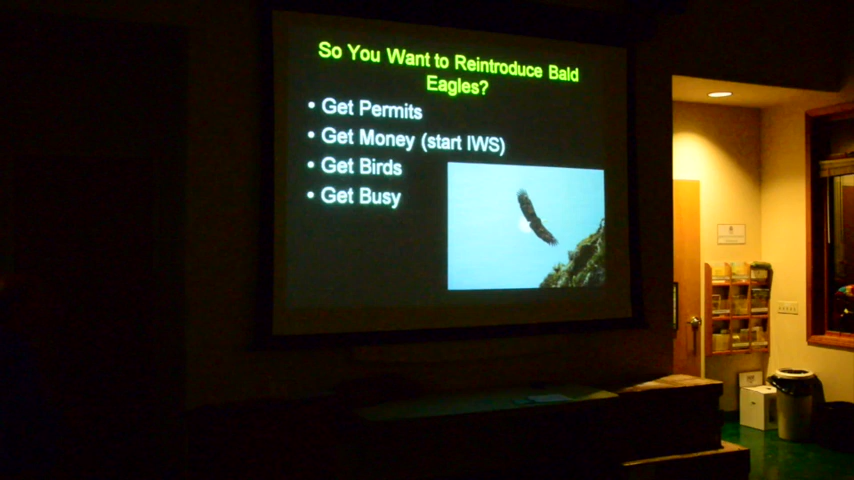 So You Want to Reintroduce Bald
Eagles?
• Get Permits
• Get Money (start IWS)
• Get Birds
• Get Busy